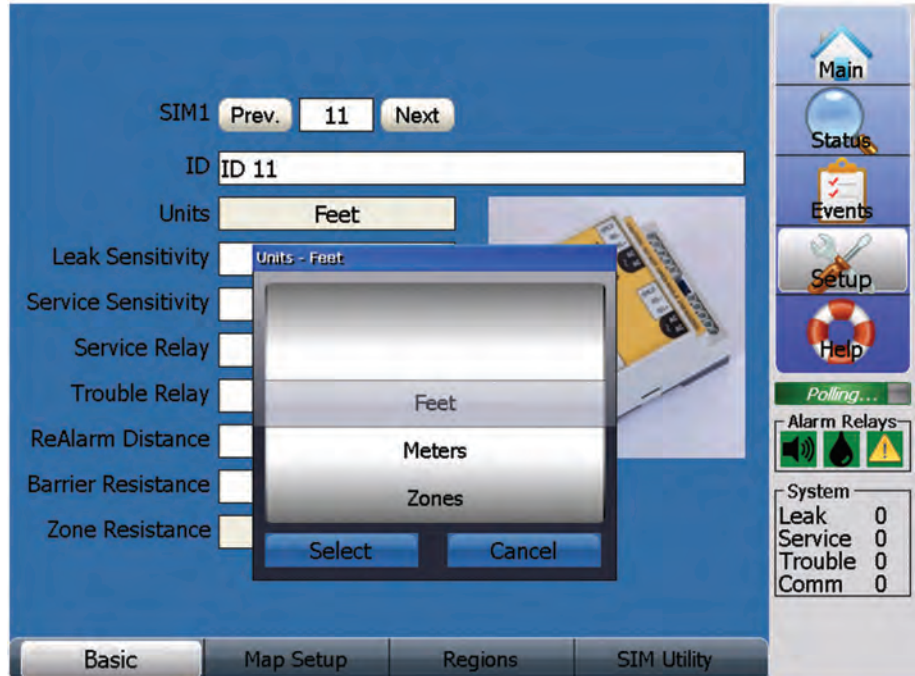 Main
SIM1 Prev. 11 Next
Status
ID ID 11
Units Feet
Events
Leak Sensitivity
Units - Feet
Service Sensitivity
Setup
Service Relay
Help
Trouble Relay
Feet
Polling...
ReAlarm Distance
Meters
Alarm Relays
Barrier Resistance
Zones
System
Zone Resistance
Select Cancel
Leak 0
Service 0
Trouble 0
Comm 0
Basic Map Setup Regions SIM Utility